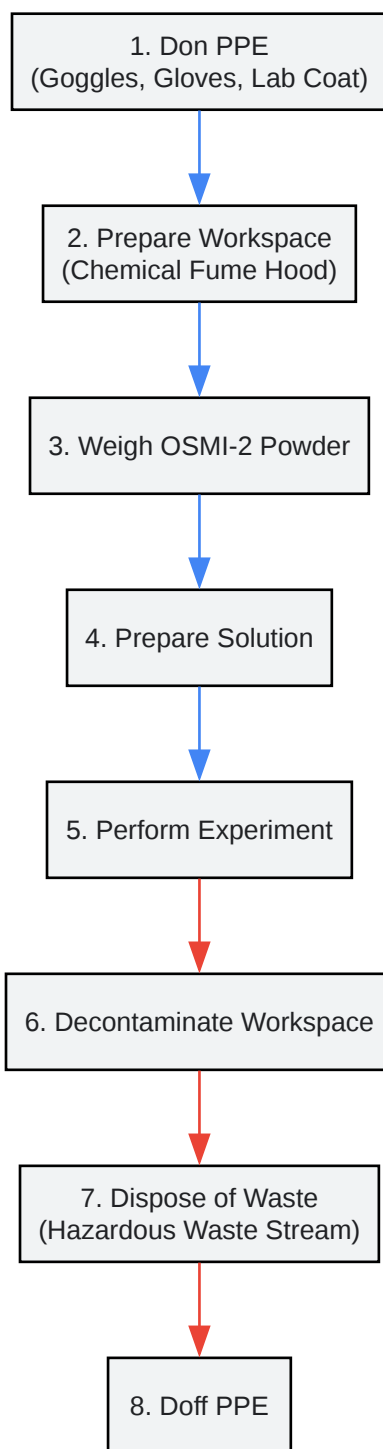 1. Don PPE
(Goggles, Gloves, Lab Coat)
2. Prepare Workspace
(Chemical Fume Hood)
3. Weigh OSMI-2 Powder
4. Prepare Solution
5. Perform Experiment
6. Decontaminate Workspace
7. Dispose of Waste
(Hazardous Waste Stream)
8. Doff PPE